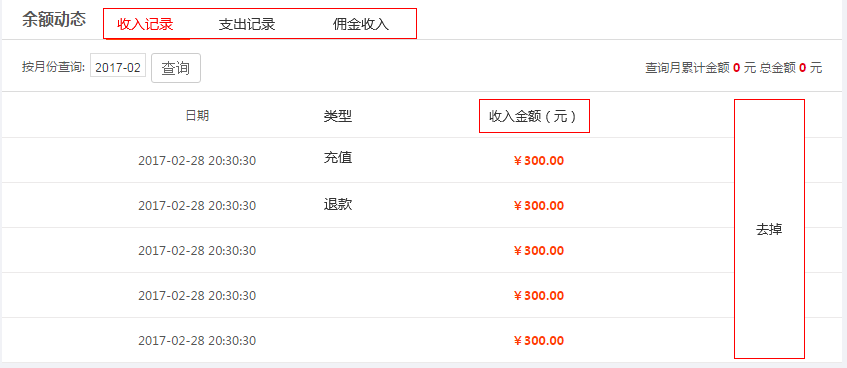 余额动态 收入记录 支出记录 佣金收入
按月份查询: 2017-02 查询 查询月累计金额 0 元 总金额 0 元
日期 类型 收入金额（元）
2017-02-28 20:30:30 充值 ￥300.00
2017-02-28 20:30:30 退款 ￥300.00
去掉
2017-02-28 20:30:30 ￥300.00
2017-02-28 20:30:30 ￥300.00
2017-02-28 20:30:30 ￥300.00